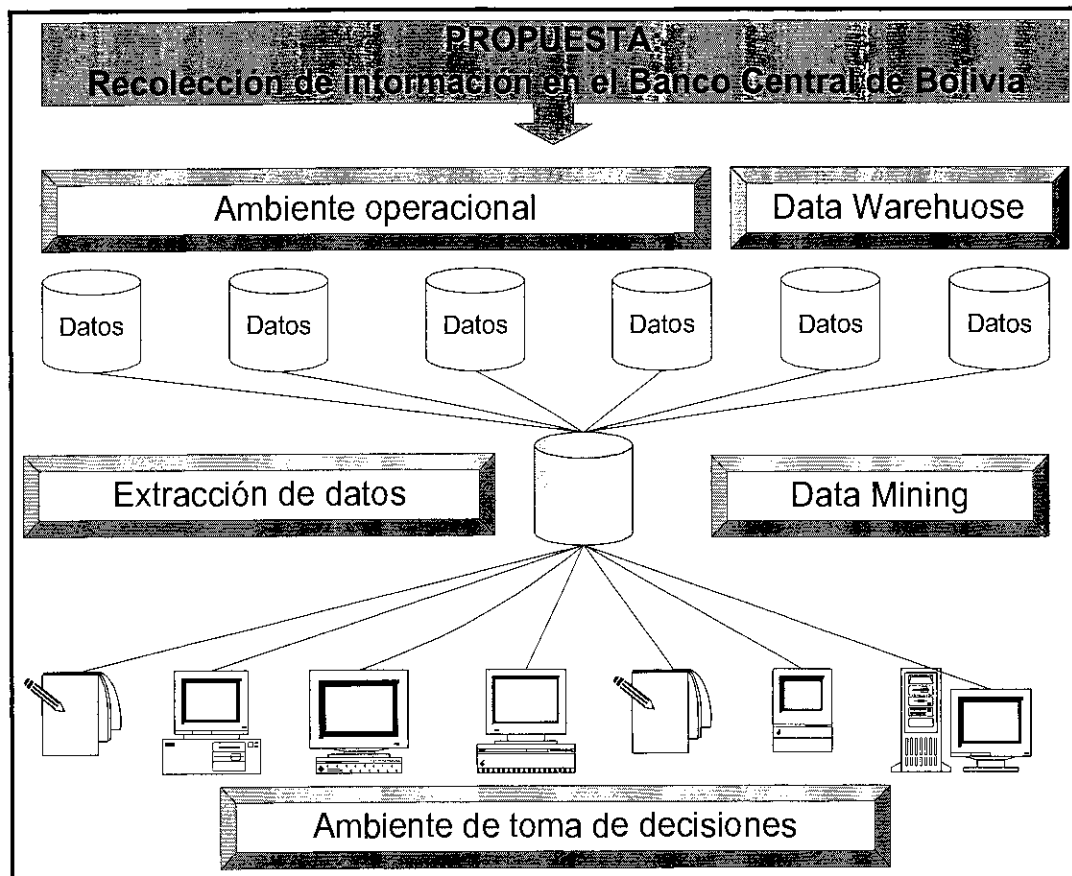 PROPUESTA:
Recolección de información en el Banco Central de Bolivia
Ambiente operacional
Data Warehuose
Datos
Datos
Datos
Datos
Datos
Datos
Extracción de datos
Data Mining
Ambiente de toma de decisiones